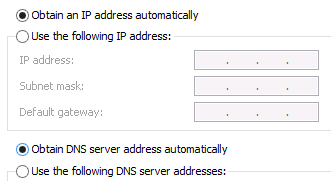 Obtain an IP address automatically
Use the following IP address:
IP address: . . .
Subnet mask: . . .
Default gateway: . . .
Obtain DNS server address automatically
Use the following DNS server addresses: